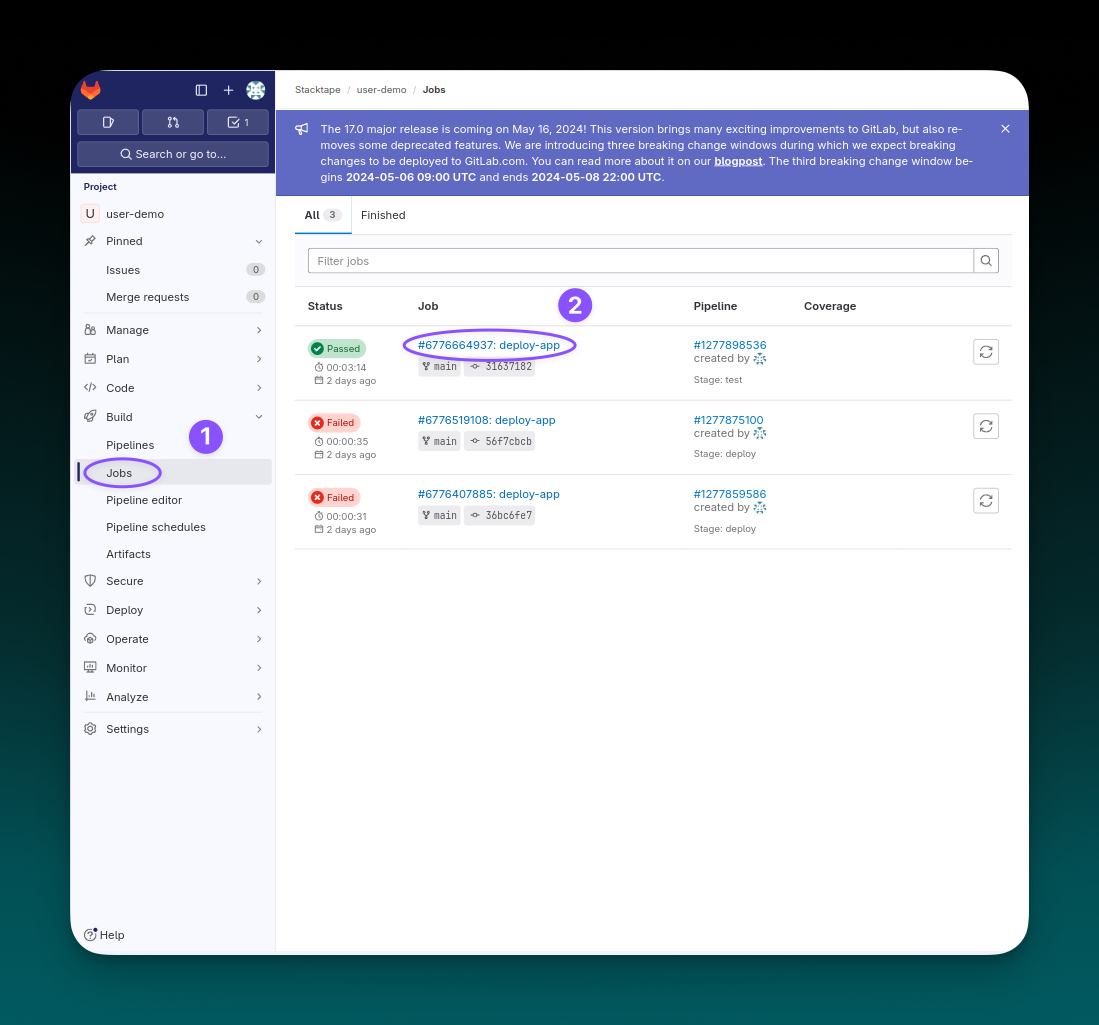 1
Search or go to...
Project
U user-demo
Pinned
Issues 0
Merge requests 0
Manage
Plan
Code
Build
Pipelines
1
Jobs
Pipeline editor
Pipeline schedules
Artifacts
Secure
Deploy
Operate
Monitor
Analyze
Settings
Help
Stacktape / user-demo / Jobs
The 17.0 major release is coming on May 16, 2024! This version brings many exciting improvements to GitLab, but also re-
moves some deprecated features. We are introducing three breaking change windows during which we expect breaking
changes to be deployed to GitLab.com. You can read more about it on our blogpost. The third breaking change window be-
gins 2024-05-06 09:00 UTC and ends 2024-05-08 22:00 UTC.
All 3 Finished
Filter jobs
Status Job 2 Pipeline Coverage
Passed #6776664937: deploy-app #1277898536
00:03:14 main 31637182 created by
2 days ago Stage: test
Failed #6776519108: deploy-app #1277875100
00:00:35 main 56f7cbcb created by
2 days ago Stage: deploy
Failed #6776407885: deploy-app #1277859586
00:00:31 main 36bc6fe7 created by
2 days ago Stage: deploy